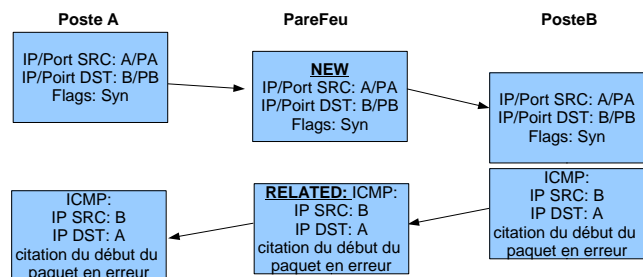 Poste A
PareFeu
PosteB
IP/Port SRC: A/PA
IP/Poirt DST: B/PB
Flags: Syn
NEW
IP/Port SRC: A/PA
IP/Poirt DST: B/PB
Flags: Syn
IP/Port SRC: A/PA
IP/Poirt DST: B/PB
Flags: Syn
ICMP:
IP SRC: B
IP DST: A
citation du début du
paquet en erreur
RELATED: ICMP:
IP SRC: B
IP DST: A
citation du début du
paquet en erreur
ICMP:
IP SRC: B
IP DST: A
citation du début du
paquet en erreur